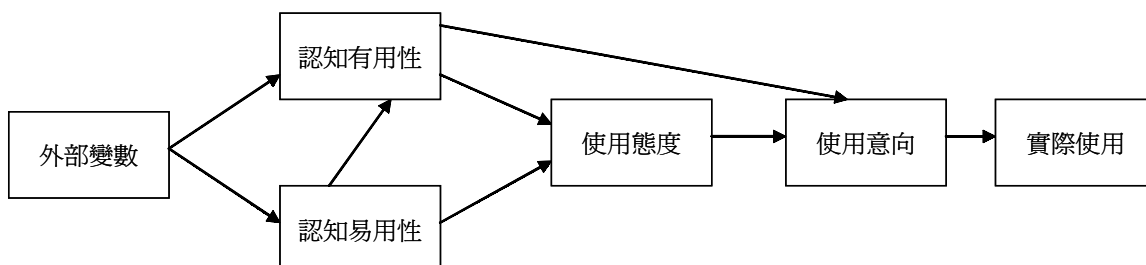 認知有用性
外部變數
使用態度
使用意向
實際使用
認知易用性